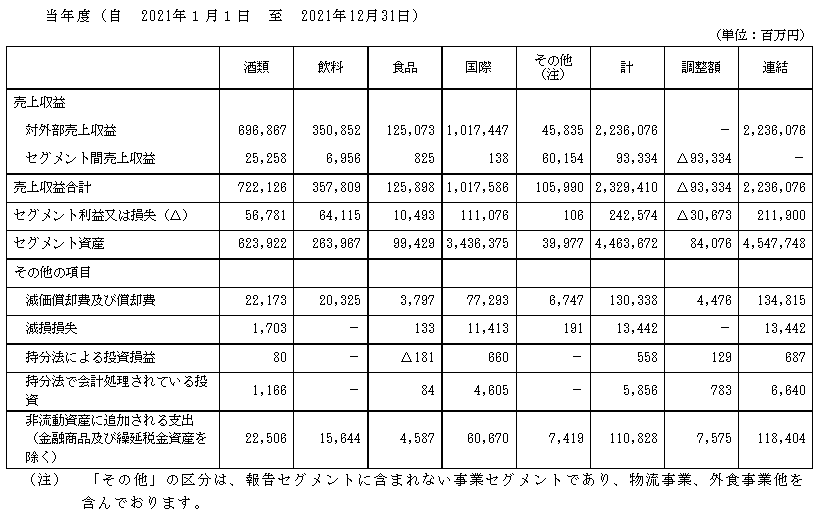 当年度（自　2021年１月１日　至　2021年12月31日）
（単位：百万円）
酒類 飲料 食品 国際 その他（注） 計 調整額 連結
売上収益
対外部売上収益 696,867 350,852 125,073 1,017,447 45,835 2,236,076 － 2,236,076
セグメント間売上収益 25,258 6,956 825 138 60,154 93,334 △93,334 －
売上収益合計 722,126 357,809 125,898 1,017,586 105,990 2,329,410 △93,334 2,236,076
セグメント利益又は損失（△） 56,781 64,115 10,493 111,076 106 242,574 △30,673 211,900
セグメント資産 623,922 263,967 99,429 3,436,375 39,977 4,463,672 84,076 4,547,748
その他の項目
減価償却費及び償却費 22,173 20,325 3,797 77,293 6,747 130,338 4,476 134,815
減損損失 1,703 － 133 11,413 191 13,442 － 13,442
持分法による投資損益 80 － △181 660 － 558 129 687
持分法で会計処理されている投資 1,166 － 84 4,605 － 5,856 783 6,640
非流動資産に追加される支出（金融商品及び繰延税金資産を除く） 22,506 15,644 4,587 60,670 7,419 110,828 7,575 118,404
（注）　「その他」の区分は、報告セグメントに含まれない事業セグメントであり、物流事業、外食事業他を
含んでおります。